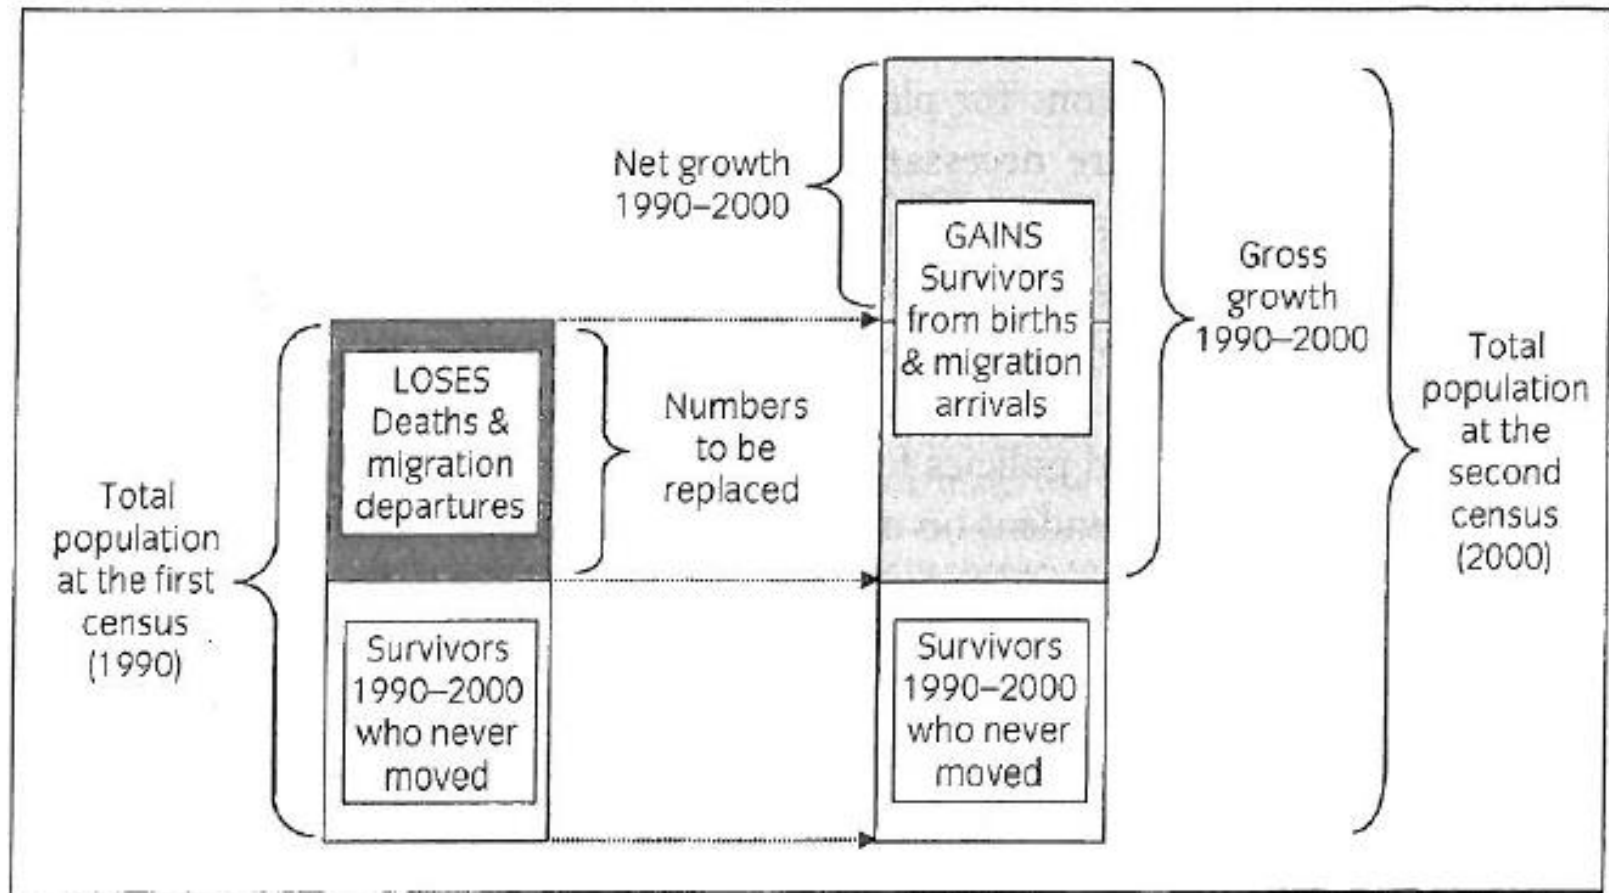 Net growth
1990–2000
GAINS
Survivors
from births
& migration
arrivals
Gross
growth
1990–2000
Total
population
at the
second
census
(2000)
LOSES
Deaths &
migration
departures
Numbers
to be
replaced
Total
population
at the first
census
(1990)
Survivors
1990–2000
who never
moved
Survivors
1990–2000
who never
moved